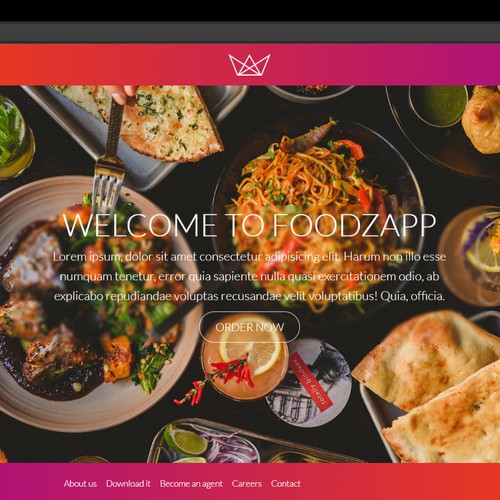 WELCOME TO FOODZAPP
Lorem ipsum, dolor sit amet consectetur adipisicing elit. Harum non illo esse
numquam tenetur, error quia sapiente nulla quasi exercitationem odio, ab
explicabo repudiandae voluptas recusandae velit voluptatibus! Quia, officia.
ORDER NOW
totally bindaas
About us Download it Become an agent Careers Contact